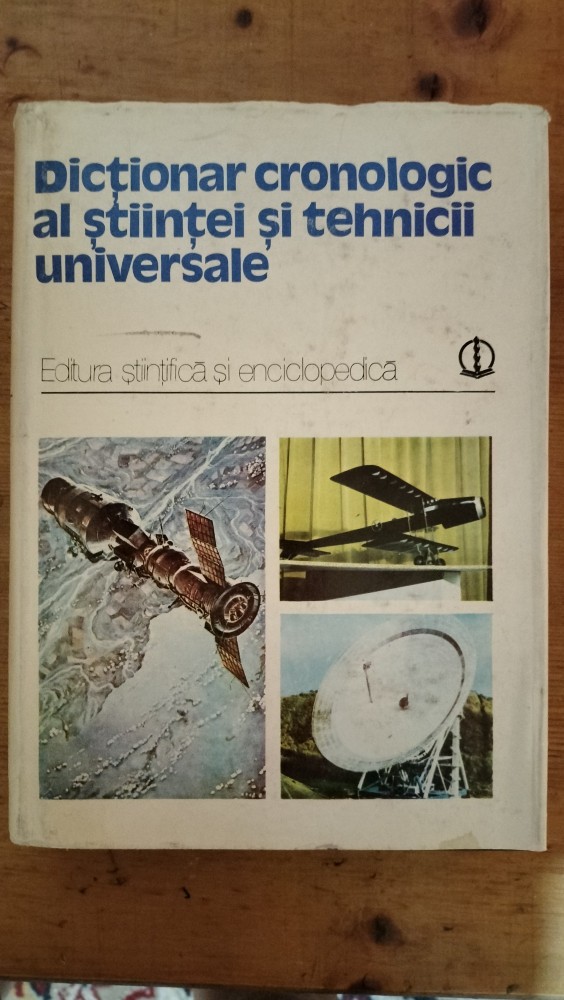 Dicționar cronologic
al științei și tehnicii
universale
Editura științifică și enciclopedică